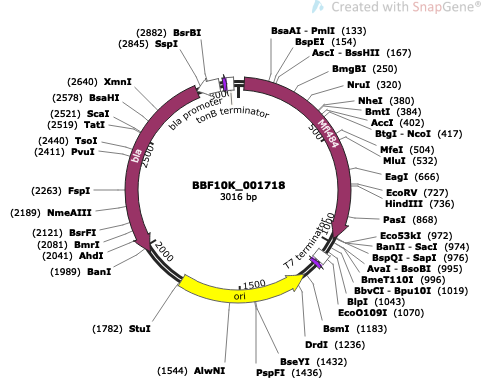 Created with SnapGene®
(2882) BsrBI
(2845) SspI
(2640) XmnI
(2578) BsaHI
(2521) ScaI
(2519) TatI
(2440) TsoI
(2411) PvuI
(2263) FspI
(2189) NmeAIII
(2121) BsrFI
(2081) BmrI
(2041) AhdI
(1989) BanI
(1782) StuI
(1544) AlwNI
BsaAI - PmlI (133)
BspEI (154)
AscI - BssHII (167)
BmgBI (250)
NruI (320)
NheI (380)
BmtI (384)
AccI (402)
BtgI - NcoI (417)
MfeI (504)
MluI (532)
EagI (666)
EcoRV (727)
HindIII (736)
PasI (868)
Eco53kI (972)
BanII - SacI (974)
BspQI - SapI (976)
AvaI - BsoBI (995)
BmeT110I (996)
BbvCI - Bpu10I (1019)
BlpI (1043)
EcoO109I (1070)
BsmI (1183)
DrdI (1236)
BseYI (1432)
PspFI (1436)
bla promoter
tonB terminator
T7 terminator
bla
ori
500
1000
1500
2000
2500
BBF10K_001718
3016 bp